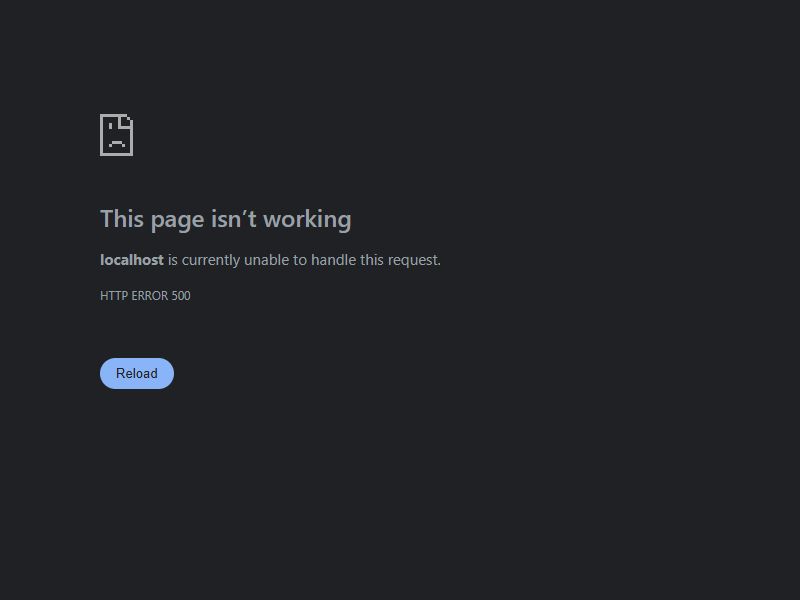 This page isn’t working
localhost is currently unable to handle this request.
HTTP ERROR 500
Reload